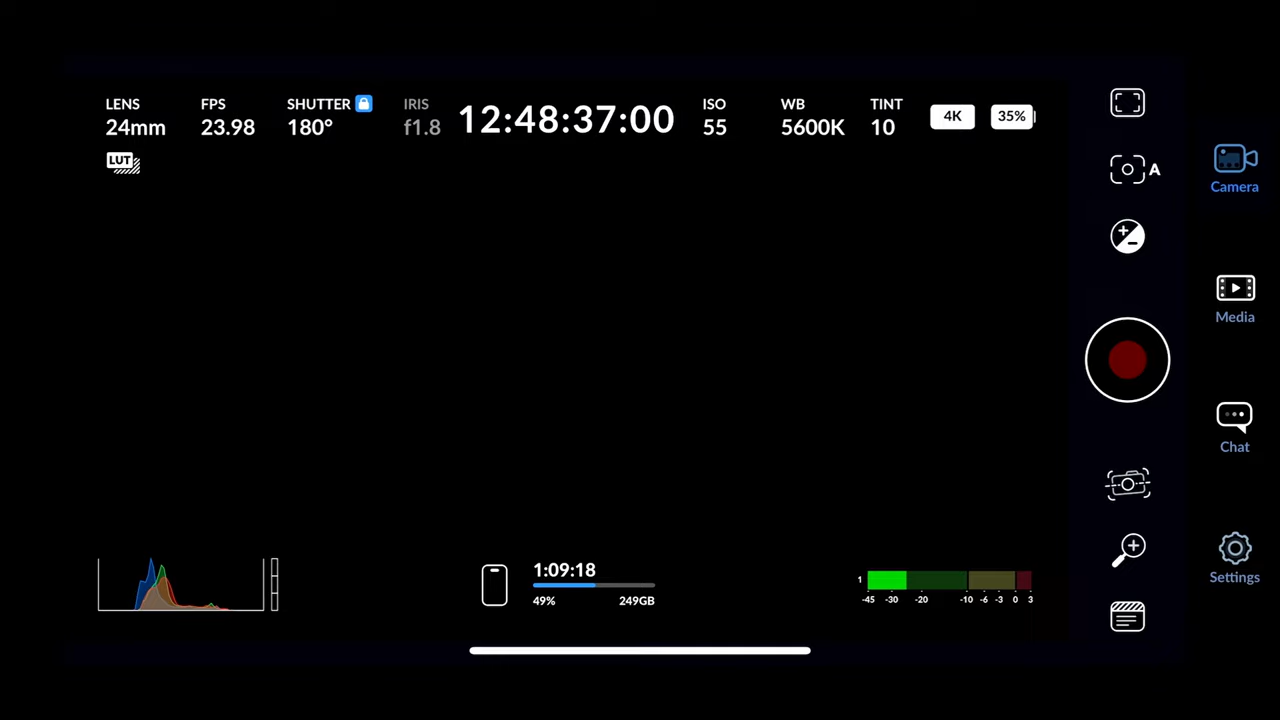 LENS FPS SHUTTER IRIS 12:48:37:00 ISO WB TINT 4K 35%
24mm 23.98 180° f1.8 55 5600K 10
LUT
A
Camera
Media
Chat
1:09:18
49% 249GB
1
-45 -30 -20 -10 -6 -3 0 3
Settings